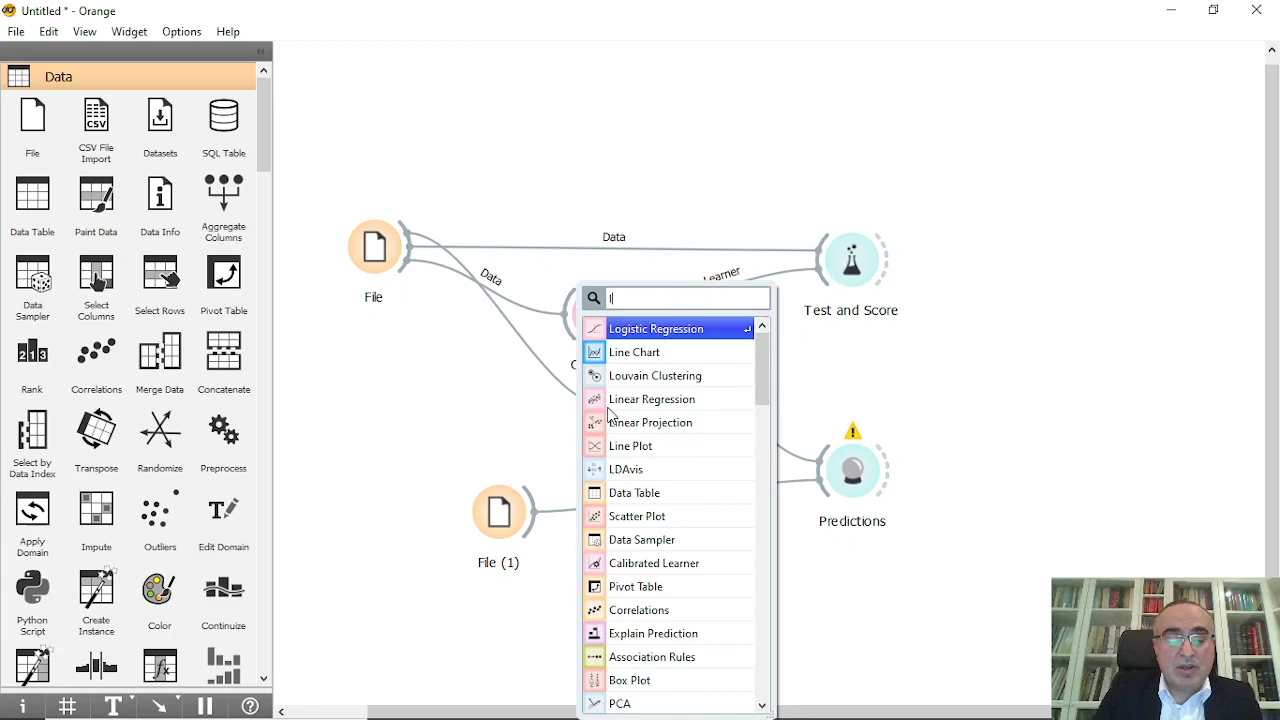 Untitled * - Orange
File Edit View Widget Options Help
Data
File
CSV File Import
Datasets
SQL Table
Data Table
Paint Data
Data Info
Aggregate Columns
Data Sampler
Select Columns
Select Rows
Pivot Table
Rank
Correlations
Merge Data
Concatenate
Select by Data Index
Transpose
Randomize
Preprocess
Apply Domain
Impute
Outliers
Edit Domain
Python Script
Create Instance
Color
Continuize
File
Data
Data
Learner
Test and Score
File (1)
Predictions
l
Logistic Regression
Line Chart
Louvain Clustering
Linear Regression
Linear Projection
Line Plot
LDAvis
Data Table
Scatter Plot
Data Sampler
Calibrated Learner
Pivot Table
Correlations
Explain Prediction
Association Rules
Box Plot
PCA